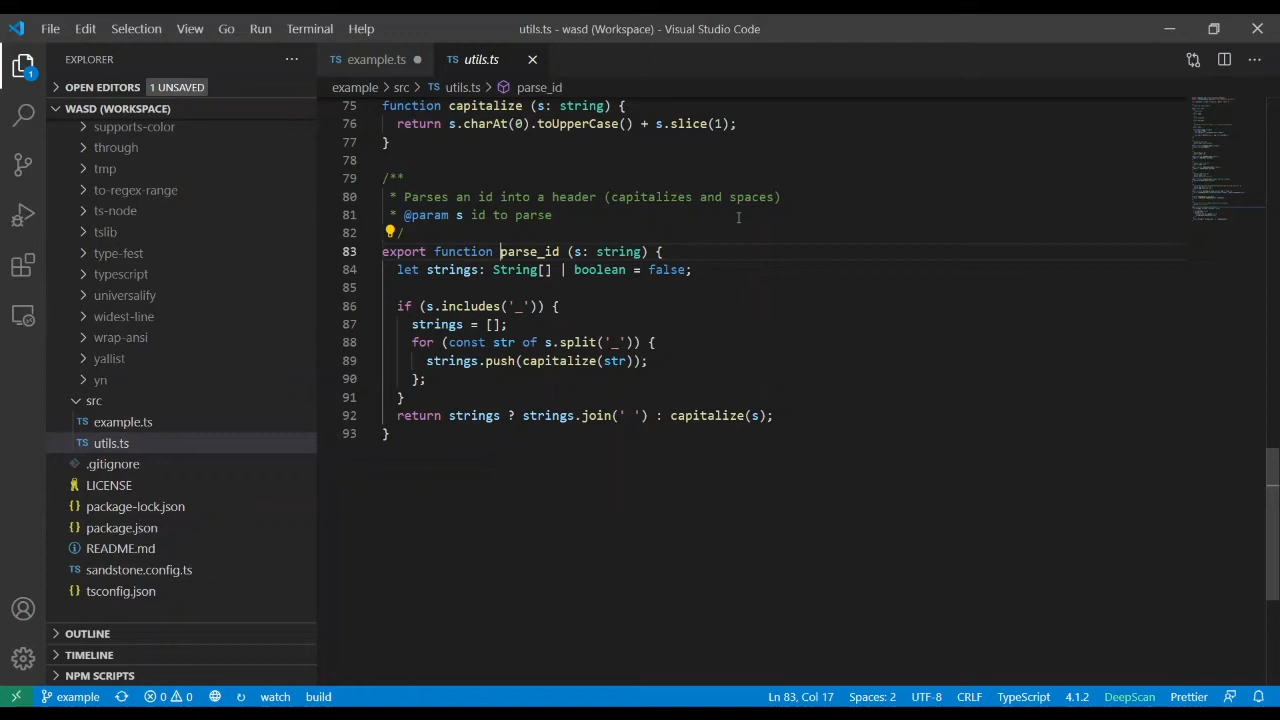 File Edit Selection View Go Run Terminal Help utils.ts - wasd (Workspace) - Visual Studio Code
EXPLORER
OPEN EDITORS 1 UNSAVED
WASD (WORKSPACE)
supports-color
through
tmp
to-regex-range
ts-node
tslib
type-fest
typescript
universalify
widest-line
wrap-ansi
yallist
yn
src
TS example.ts
TS utils.ts
.gitignore
LICENSE
{} package-lock.json
{} package.json
README.md
TS sandstone.config.ts
{} tsconfig.json
OUTLINE
TIMELINE
NPM SCRIPTS
1
TS example.ts TS utils.ts
example > src > TS utils.ts > parse_id
75 function capitalize (s: string) {
76 return s.charAt(0).toUpperCase() + s.slice(1);
77 }
78
79 /**
80 * Parses an id into a header (capitalizes and spaces)
81 * @param s id to parse
82 /
83 export function parse_id (s: string) {
84 let strings: String[] | boolean = false;
85
86 if (s.includes('_')) {
87 strings = [];
88 for (const str of s.split('_')) {
89 strings.push(capitalize(str));
90 };
91 }
92 return strings ? strings.join(' ') : capitalize(s);
93 }
example 0 0 watch build Ln 83, Col 17 Spaces: 2 UTF-8 CRLF TypeScript 4.1.2 DeepScan Prettier